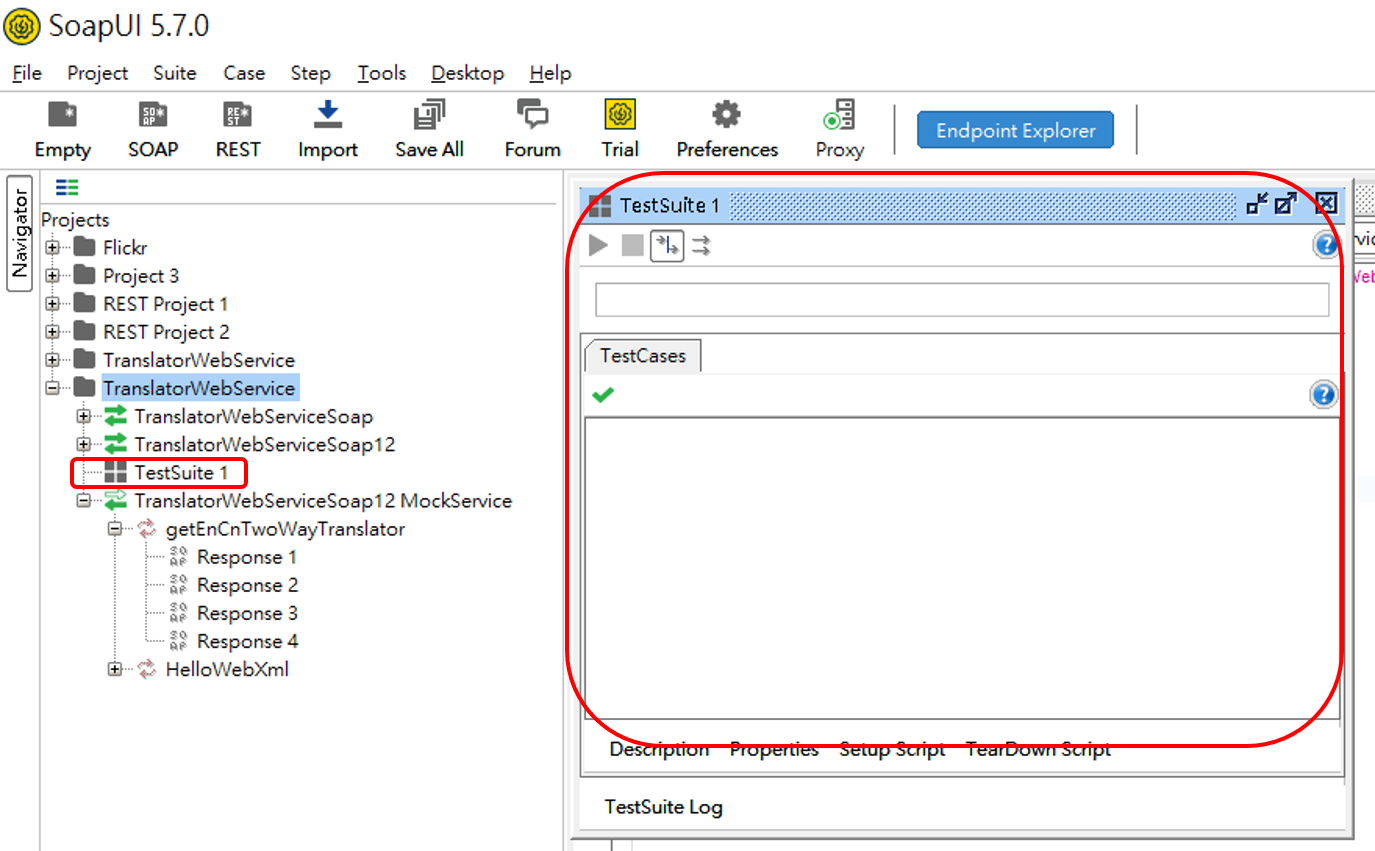 SoapUI 5.7.0
File Project Suite Case Step Tools Desktop Help
Empty SOAP REST Import Save All Forum Trial Preferences Proxy Endpoint Explorer
Navigator
Projects
Flickr
Project 3
REST Project 1
REST Project 2
TranslatorWebService
TranslatorWebService
TranslatorWebServiceSoap
TranslatorWebServiceSoap12
TestSuite 1
TranslatorWebServiceSoap12 MockService
getEnCnTwoWayTranslator
Response 1
Response 2
Response 3
Response 4
HelloWebXml
TestSuite 1
TestCases
Description Properties Setup Script TearDown Script
TestSuite Log